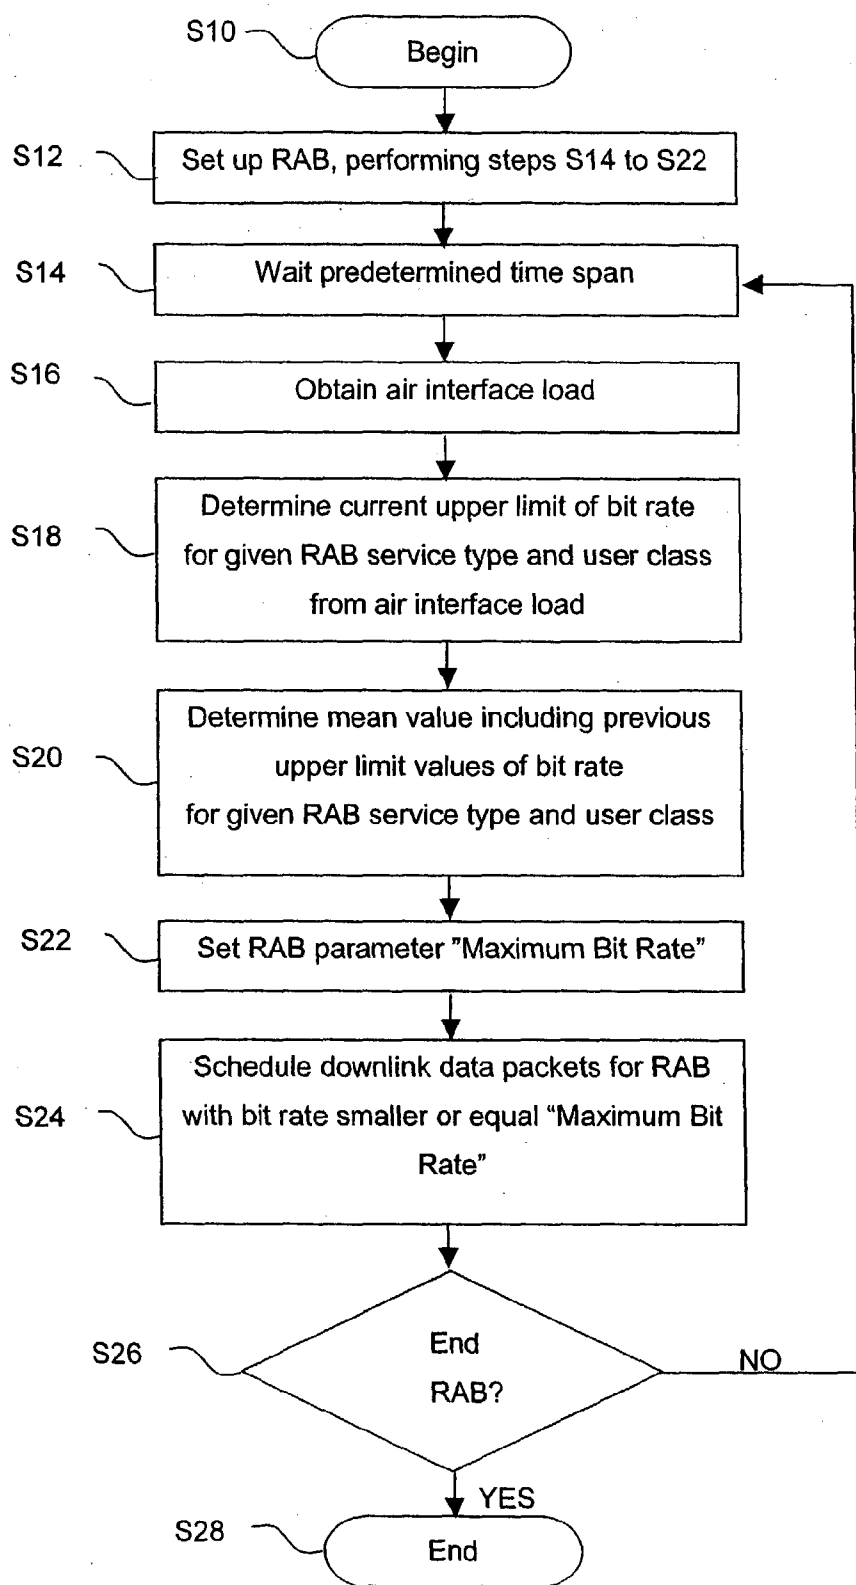 S10
Begin
S12
Set up RAB, performing steps S14 to S22
S14
Wait predetermined time span
S16
Obtain air interface load
S18
Determine current upper limit of bit rate
for given RAB service type and user class
from air interface load
S20
Determine mean value including previous
upper limit values of bit rate
for given RAB service type and user class
S22
Set RAB parameter ”Maximum Bit Rate”
S24
Schedule downlink data packets for RAB
with bit rate smaller or equal “Maximum Bit
Rate”
S26
End
RAB?
NO
YES
S28
End